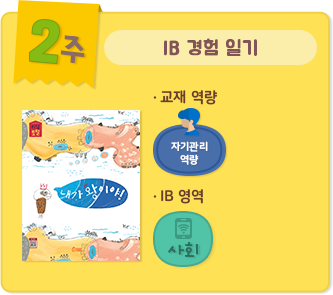 2주
IB 경험 일기
· 교재 역량
자기관리
역량
내가 왕이야!
· IB 영역
사회